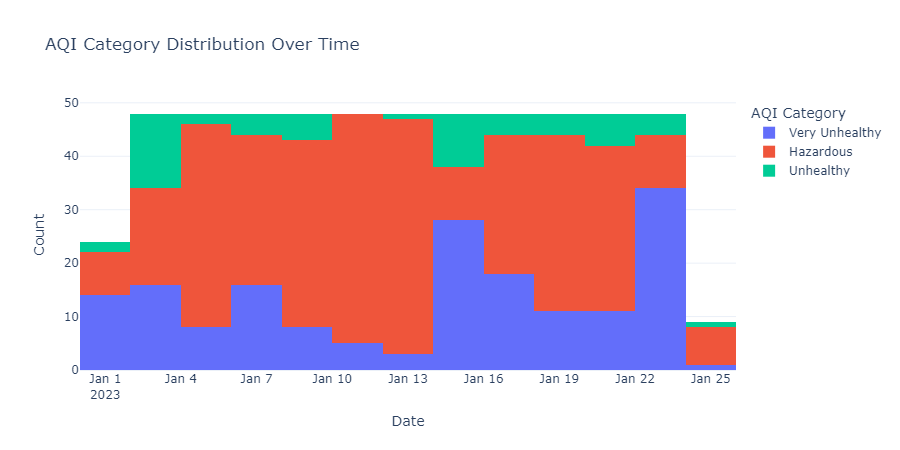 AQI Category Distribution Over Time
50
40
30
20
10
0
Count
Jan 1
2023
Jan 4
Jan 7
Jan 10
Jan 13
Jan 16
Jan 19
Jan 22
Jan 25
Date
AQI Category
Very Unhealthy
Hazardous
Unhealthy